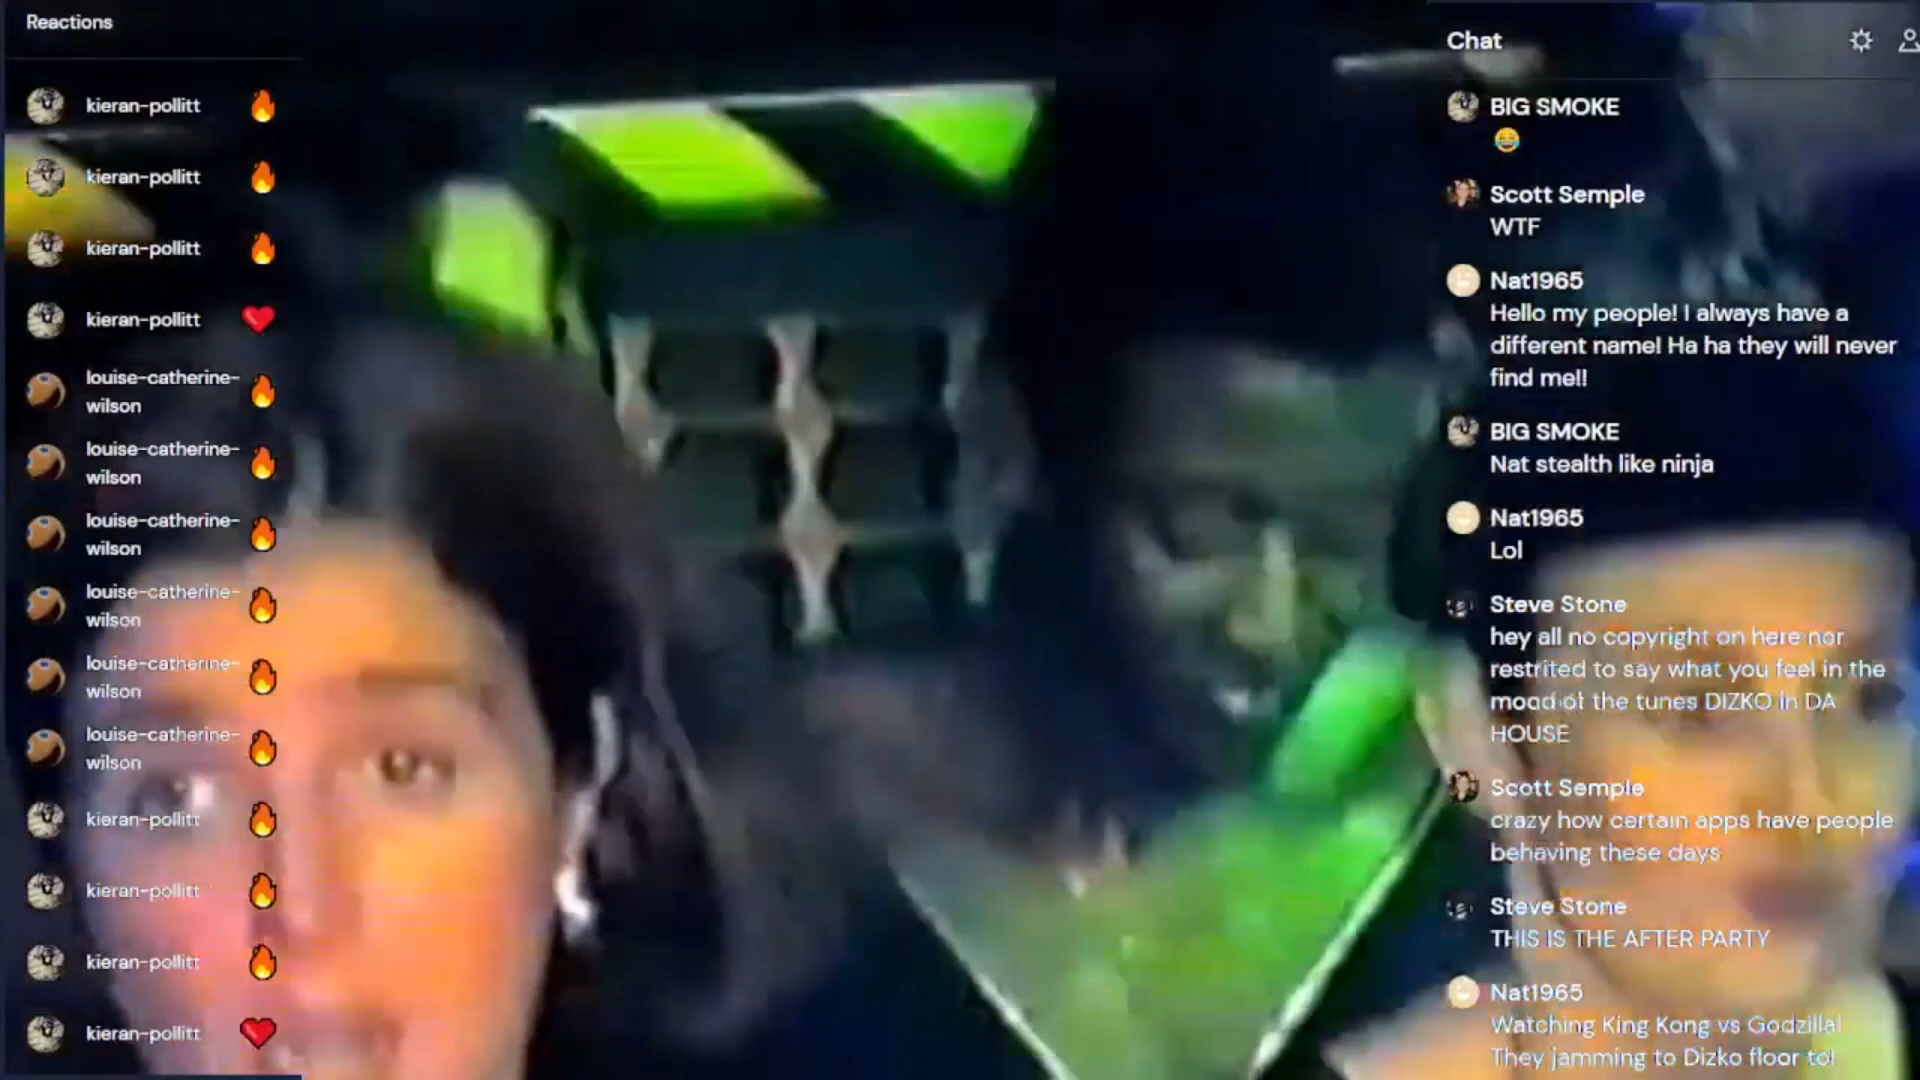 Reactions
kieran-pollitt
kieran-pollitt
kieran-pollitt
kieran-pollitt
louise-catherine-
wilson
louise-catherine-
wilson
louise-catherine-
wilson
louise-catherine-
wilson
louise-catherine-
wilson
louise-catherine-
wilson
kieran-pollitt
kieran-pollitt
kieran-pollitt
kieran-pollitt
Chat
BIG SMOKE
😂
Scott Semple
WTF
Nat1965
Hello my people! I always have a
different name! Ha ha they will never
find me!!
BIG SMOKE
Nat stealth like ninja
Nat1965
Lol
Steve Stone
hey all no copyright on here nor
restrited to say what you feel in the
mood of the tunes DIZKO in DA
HOUSE
Scott Semple
crazy how certain apps have people
behaving these days
Steve Stone
THIS IS THE AFTER PARTY
Nat1965
Watching King Kong vs Godzilla!
They jamming to Dizko floor to!